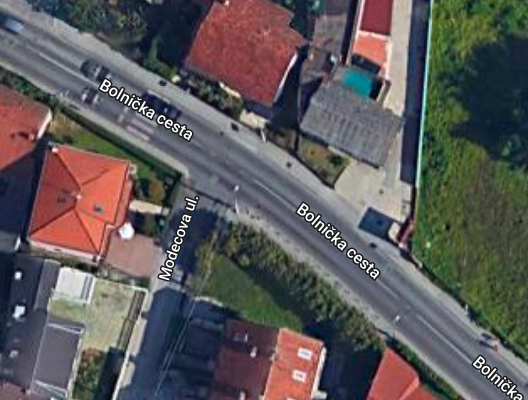 Bolnička cesta
Modecova ul.
Bolnička cesta
Bolnička